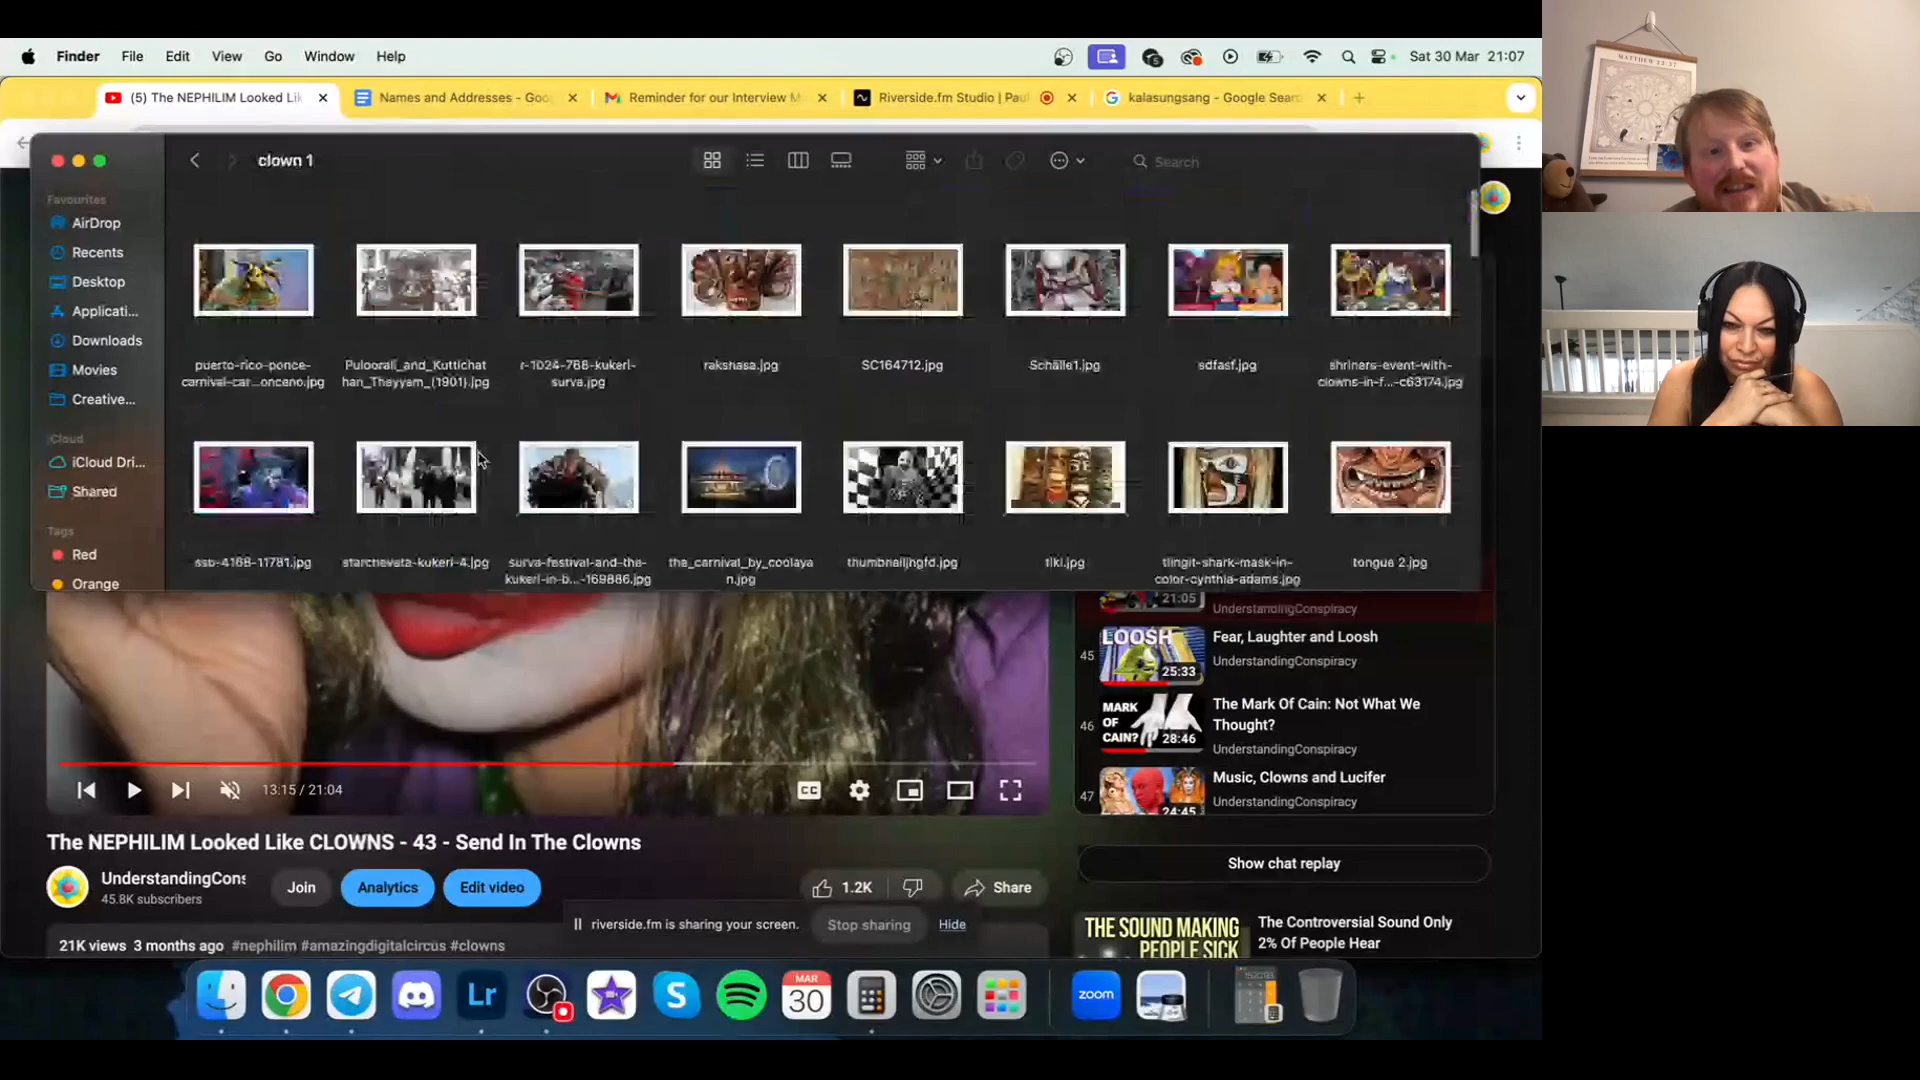 Finder File Edit View Go Window Help Sat 30 Mar 21:07
(5) The NEPHILIM Looked Lik
Names and Addresses - Goo
Reminder for our Interview M
Riverside.fm Studio | Paul
kalasungsang - Google Searc
clown 1
Search
Favourites
AirDrop
Recents
Desktop
Applicati...
Downloads
Movies
Creative...
Cloud
iCloud Dri...
Shared
Tags
Red
Orange
puerto-rico-ponce-
carnival-car...onceno.jpg
Puloorali_and_Kuttichat
han_Theyyam_(1901).jpg
r-1024-768-kukeri-
surva.jpg
rakshasa.jpg
SC164712.jpg
Schäile1.jpg
sdfasf.jpg
shriners-event-with-
clowns-in-f...-c63174.jpg
ssb-4168-11781.jpg
starchevata-kukeri-4.jpg
surva-festival-and-the-
kukeri-in-b...-169886.jpg
the_carnival_by_coolaya
n.jpg
tiki.jpg
tlingit-shark-mask-in-
color-cynthia-adams.jpg
tongue 2.jpg
MATTHEW
13:15 / 21:04
CC
The NEPHILIM Looked Like CLOWNS - 43 - Send In The Clowns
UnderstandingCons
45.8K subscribers
Join
Analytics
Edit video
1.2K
Share
21K views 3 months ago #nephilim #amazingdigitalcircus #clowns
riverside.fm is sharing your screen.
Stop sharing
Hide
21:05
UnderstandingConspiracy
45
LOOSH
25:33
Fear, Laughter and Loosh
UnderstandingConspiracy
46
MARK
OF
CAIN?
28:46
The Mark Of Cain: Not What We
Thought?
UnderstandingConspiracy
47
24:45
Music, Clowns and Lucifer
UnderstandingConspiracy
Show chat replay
THE SOUND MAKING
PEOPLE SICK
The Controversial Sound Only
2% Of People Hear
Lr
S
MAR
30
zoom